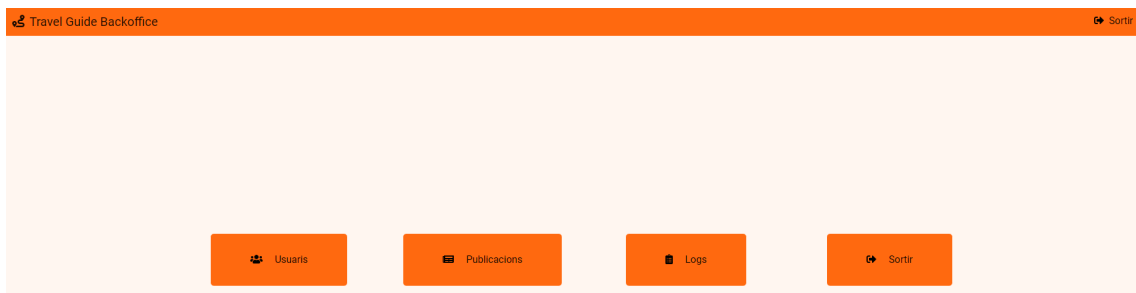 Travel Guide Backoffice
Sortir
Usuaris
Publicacions
Logs
Sortir